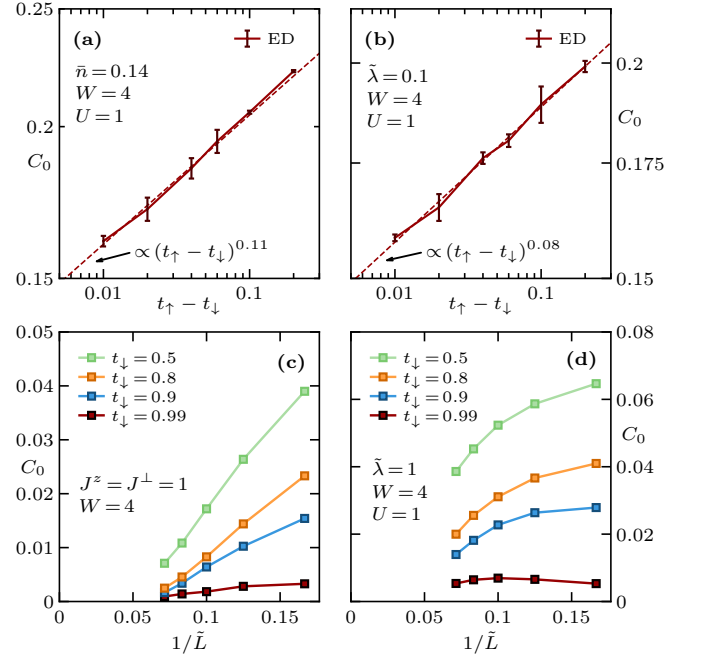 0.25
(a)
ED
n̄ = 0.14
W = 4
U = 1
0.2
C₀
∝ (t↑ − t↓)^0.11
0.15
0.01
0.1
t↑ − t↓
(b)
ED
λ̃ = 0.1
W = 4
U = 1
0.2
C₀
0.175
∝ (t↑ − t↓)^0.08
0.15
0.01
0.1
t↑ − t↓
0.05
t↓ = 0.5
t↓ = 0.8
t↓ = 0.9
t↓ = 0.99
(c)
0.04
0.03
C₀
0.02
J^z = J^⊥ = 1
W = 4
0.01
0
0
0.05
0.1
0.15
1/L̃
t↓ = 0.5
t↓ = 0.8
t↓ = 0.9
t↓ = 0.99
(d)
0.08
0.06
C₀
λ̃ = 1
W = 4
U = 1
0.04
0.02
0
0
0.05
0.1
0.15
1/L̃